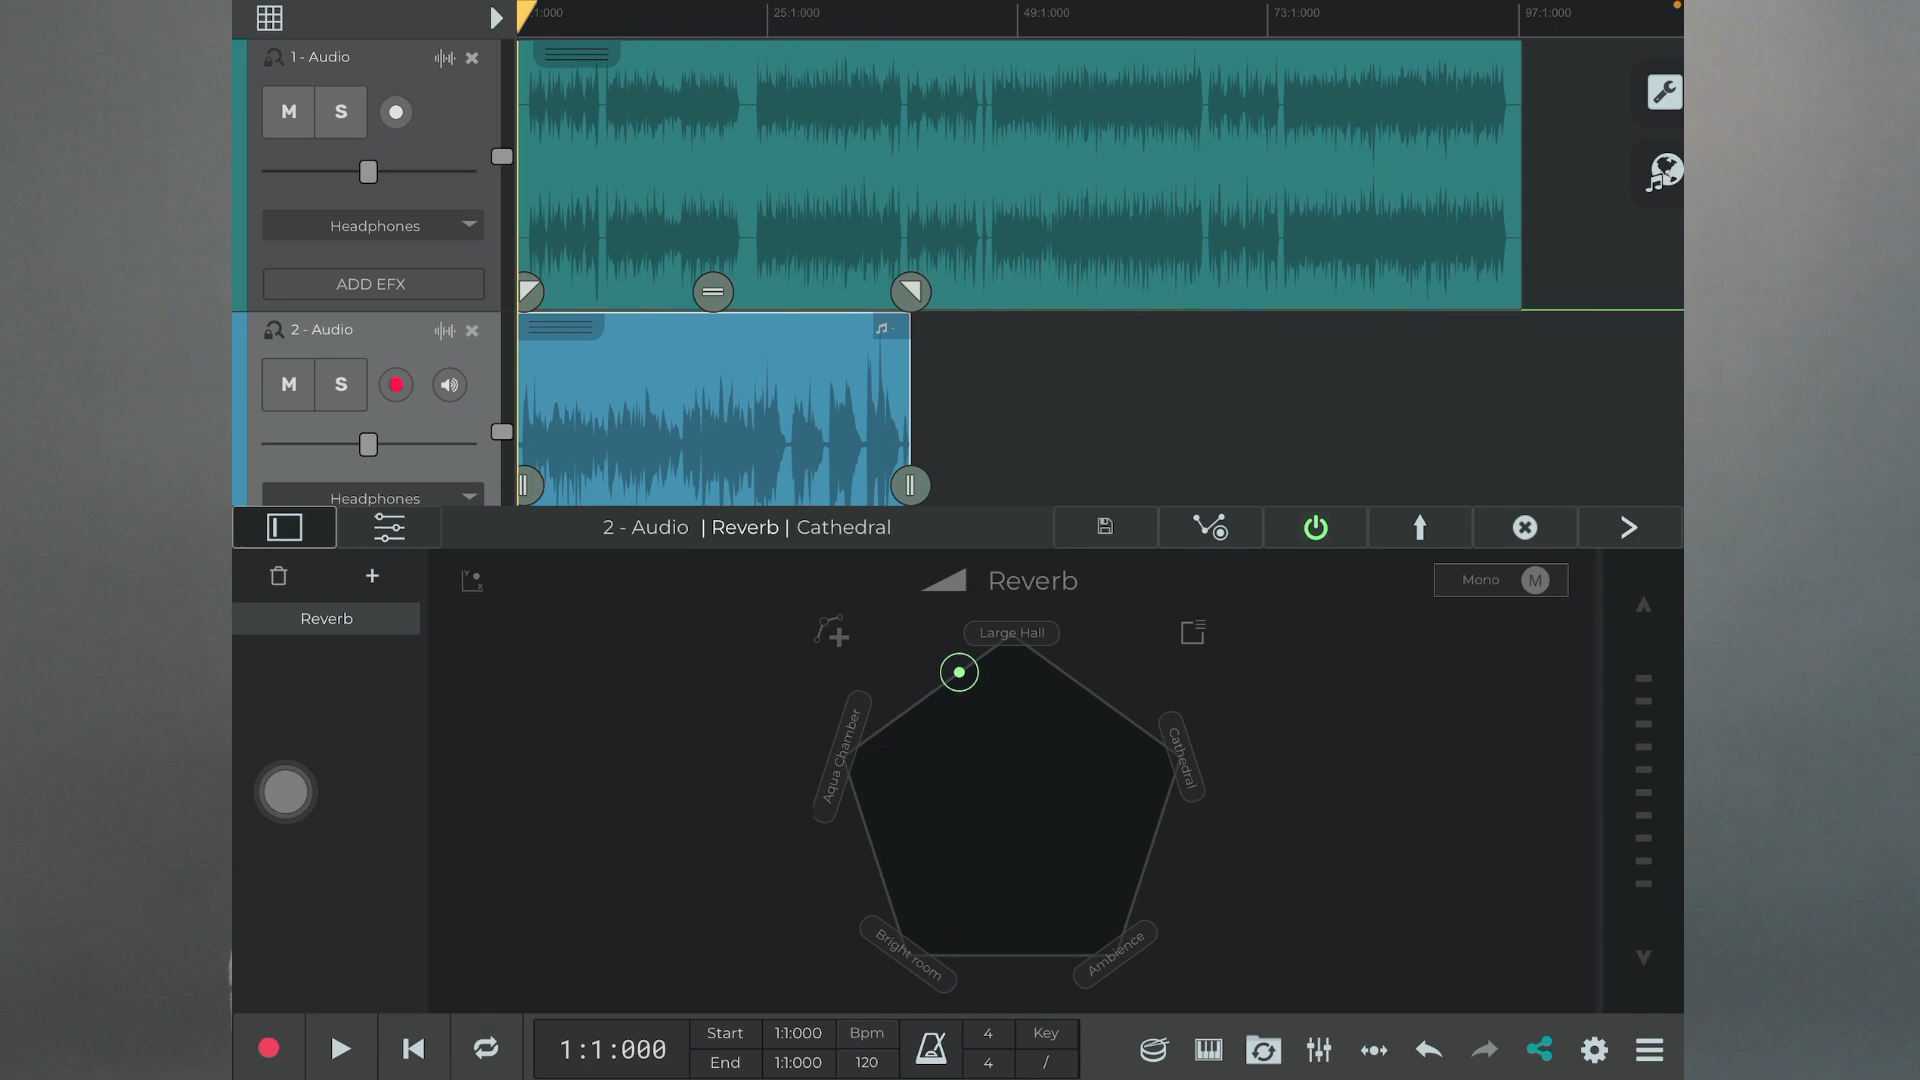 1:000
25:1:000
49:1:000
73:1:000
97:1:000
1 - Audio
M S
Headphones
ADD EFX
2 - Audio
M S
Headphones
2 - Audio | Reverb | Cathedral
Reverb
Mono M
Reverb
Large Hall
Aqua Chamber
Cathedral
Bright room
Ambience
1:1:000
Start 1:1:000
End 1:1:000
Bpm
120
4
4
Key
/